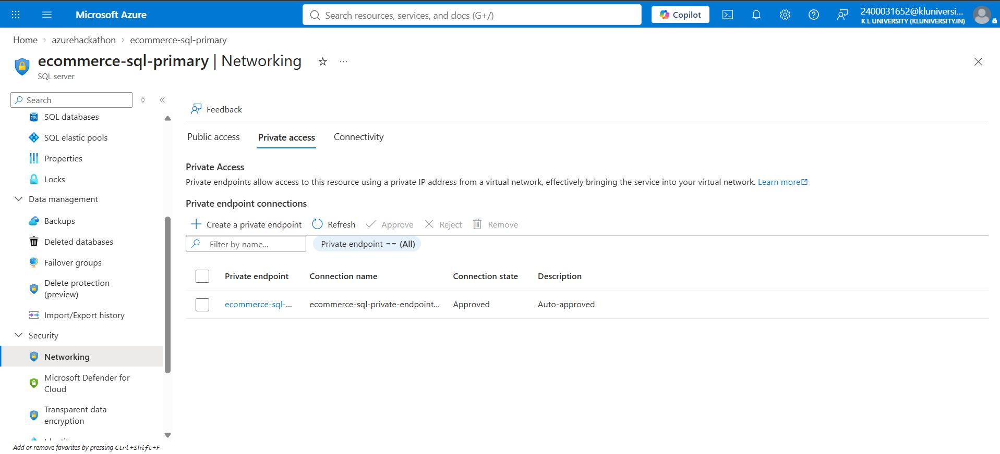 Microsoft Azure
Search resources, services, and docs (G+/)
Copilot
2400031652@kluniversi...
K L UNIVERSITY (KLUNIVERSITY.IN)
Home > azurehackathon > ecommerce-sql-primary
ecommerce-sql-primary | Networking
SQL server
Search
SQL databases
SQL elastic pools
Properties
Locks
Data management
Backups
Deleted databases
Failover groups
Delete protection
(preview)
Import/Export history
Security
Networking
Microsoft Defender for
Cloud
Transparent data
encryption
Add or remove favorites by pressing Ctrl+Shift+F
Feedback
Public access Private access Connectivity
Private Access
Private endpoints allow access to this resource using a private IP address from a virtual network, effectively bringing the service into your virtual network. Learn more
Private endpoint connections
Create a private endpoint Refresh Approve Reject Remove
Filter by name... Private endpoint == (All)
Private endpoint Connection name Connection state Description
ecommerce-sql-... ecommerce-sql-private-endpoint... Approved Auto-approved